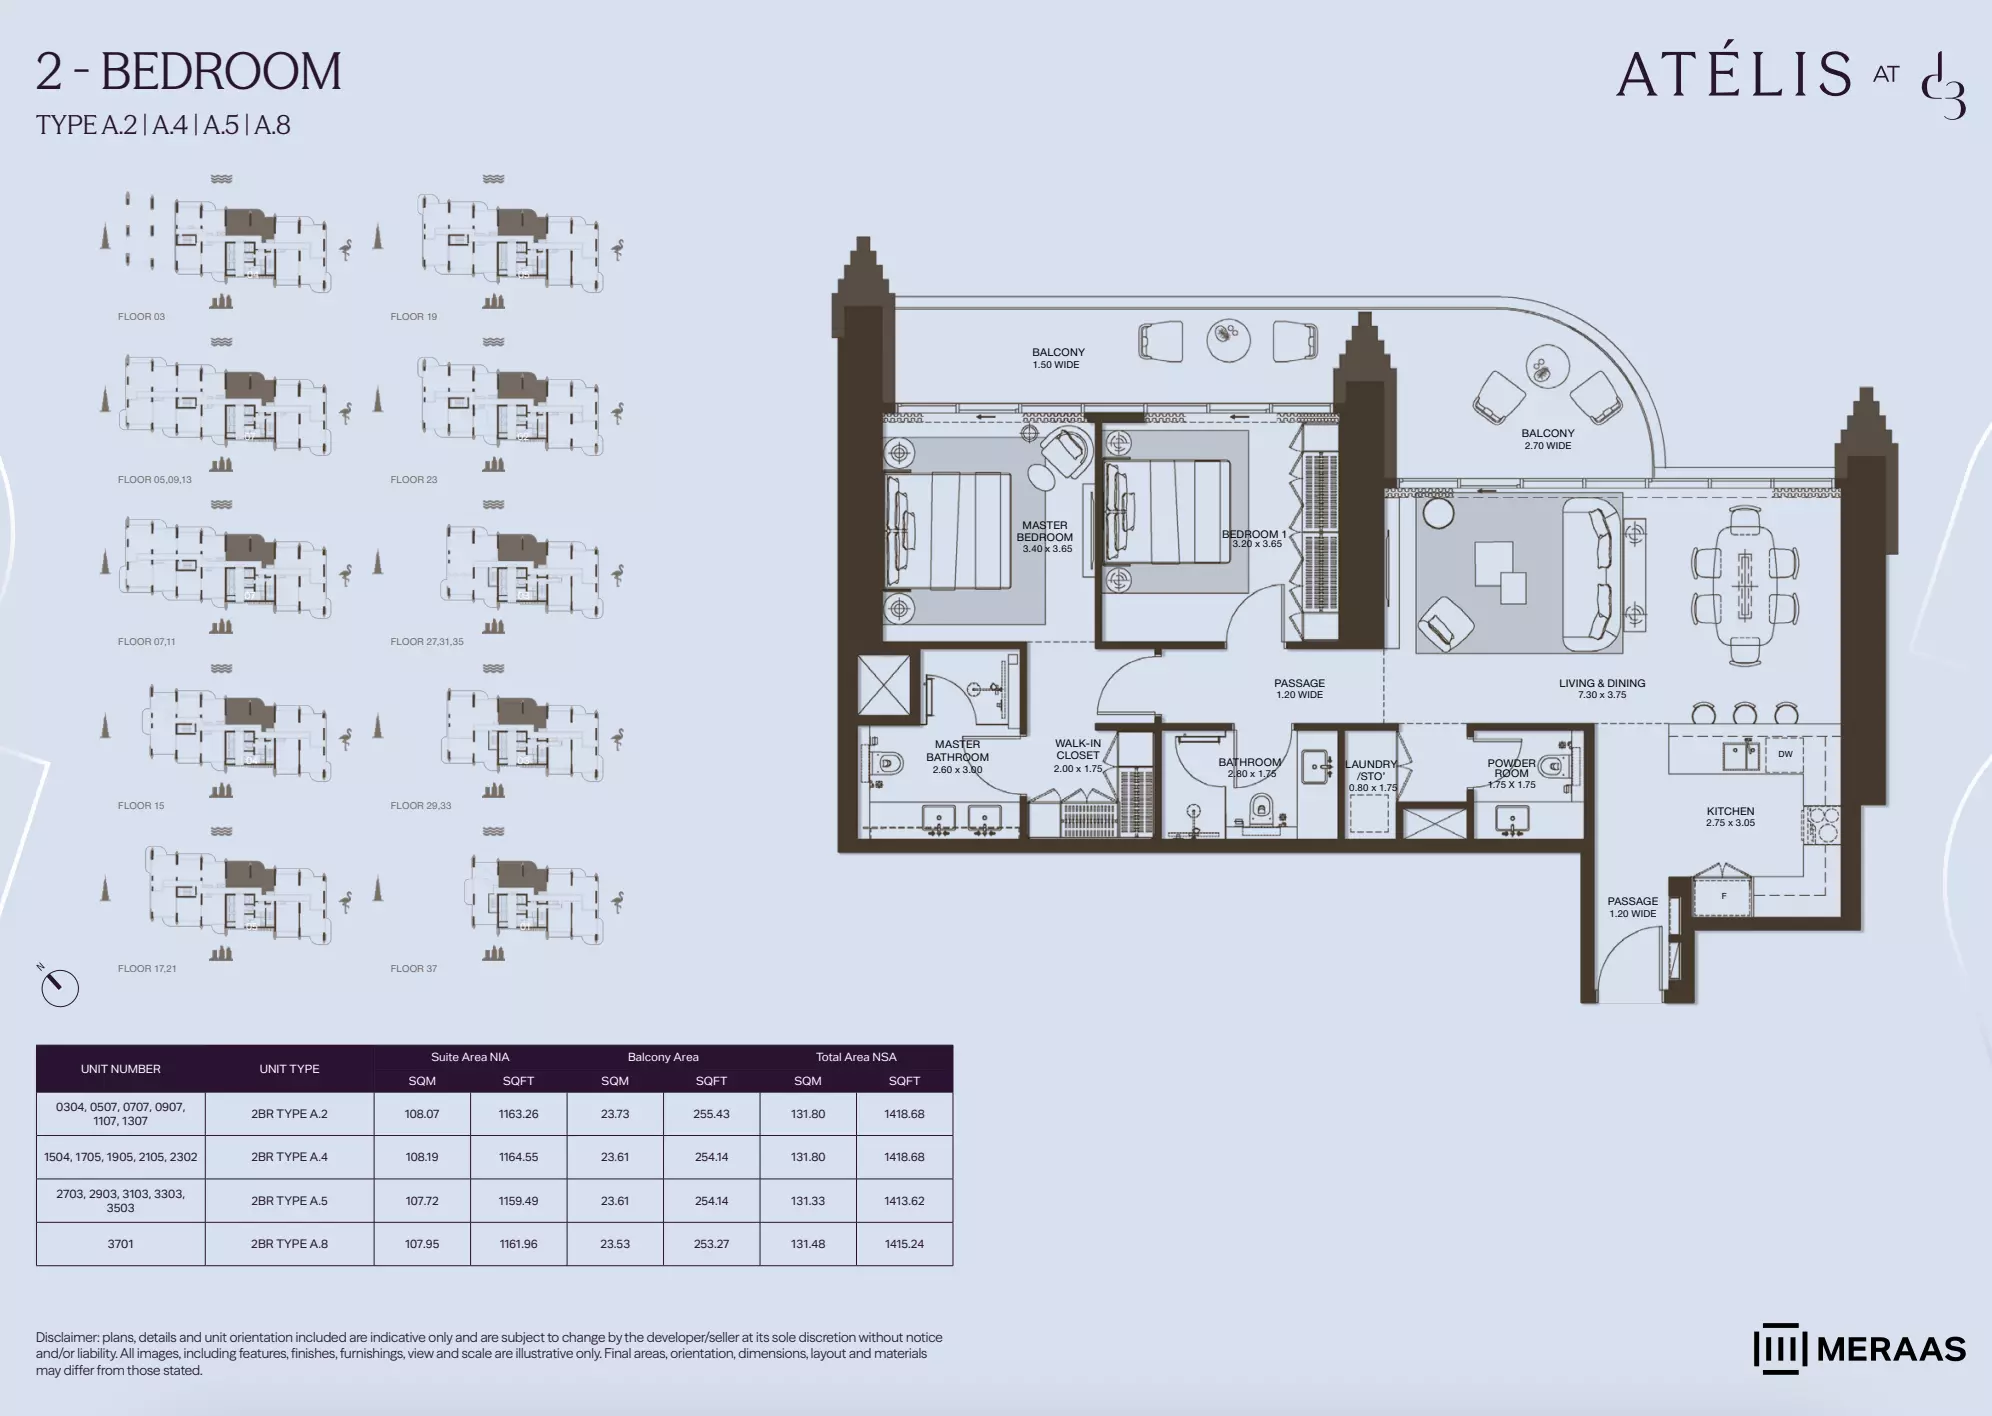 2 - BEDROOM
TYPE A.2 | A.4 | A.5 | A.8
ATÉLIS AT d3
04
FLOOR 03
05
FLOOR 19
07
FLOOR 05,09,13
02
FLOOR 23
07
FLOOR 07,11
03
FLOOR 27,31,35
04
FLOOR 15
03
FLOOR 29,33
05
FLOOR 17,21
01
FLOOR 37
N
BALCONY
1.50 WIDE
BALCONY
2.70 WIDE
MASTER
BEDROOM
3.40 x 3.65
BEDROOM 1
3.20 x 3.65
PASSAGE
1.20 WIDE
LIVING & DINING
7.30 x 3.75
MASTER
BATHROOM
2.60 x 3.00
WALK-IN
CLOSET
2.00 x 1.75
BATHROOM
2.80 x 1.75
LAUNDRY
/STO'
0.80 x 1.75
POWDER
ROOM
1.75 X 1.75
DW
KITCHEN
2.75 x 3.05
F
PASSAGE
1.20 WIDE
UNIT NUMBER UNIT TYPE Suite Area NIA Balcony Area Total Area NSA
SQM SQFT SQM SQFT SQM SQFT
0304, 0507, 0707, 0907,
1107, 1307 2BR TYPE A.2 108.07 1163.26 23.73 255.43 131.80 1418.68
1504, 1705, 1905, 2105, 2302 2BR TYPE A.4 108.19 1164.55 23.61 254.14 131.80 1418.68
2703, 2903, 3103, 3303,
3503 2BR TYPE A.5 107.72 1159.49 23.61 254.14 131.33 1413.62
3701 2BR TYPE A.8 107.95 1161.96 23.53 253.27 131.48 1415.24
Disclaimer: plans, details and unit orientation included are indicative only and are subject to change by the developer/seller at its sole discretion without notice
and/or liability. All images, including features, finishes, furnishings, view and scale are illustrative only. Final areas, orientation, dimensions, layout and materials
may differ from those stated.
MERAAS